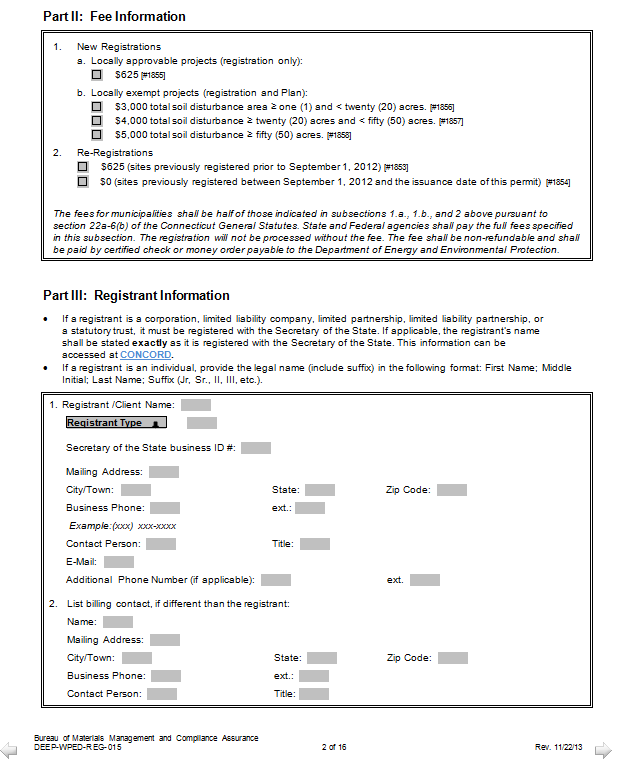 Part II: Fee Information
1. New Registrations
a. Locally approvable projects (registration only):
$625 [#1855]
b. Locally exempt projects (registration and Plan):
$3,000 total soil disturbance area ≥ one (1) and < twenty (20) acres. [#1856]
$4,000 total soil disturbance ≥ twenty (20) acres and < fifty (50) acres. [#1857]
$5,000 total soil disturbance ≥ fifty (50) acres. [#1858]
2. Re-Registrations
$625 (sites previously registered prior to September 1, 2012) [#1853]
$0 (sites previously registered between September 1, 2012 and the issuance date of this permit) [#1854]
The fees for municipalities shall be half of those indicated in subsections 1.a., 1.b., and 2 above pursuant to
section 22a-6(b) of the Connecticut General Statutes. State and Federal agencies shall pay the full fees specified
in this subsection. The registration will not be processed without the fee. The fee shall be non-refundable and shall
be paid by certified check or money order payable to the Department of Energy and Environmental Protection.
Part III: Registrant Information
• If a registrant is a corporation, limited liability company, limited partnership, limited liability partnership, or
a statutory trust, it must be registered with the Secretary of the State. If applicable, the registrant's name
shall be stated exactly as it is registered with the Secretary of the State. This information can be
accessed at CONCORD.
• If a registrant is an individual, provide the legal name (include suffix) in the following format: First Name; Middle
Initial; Last Name; Suffix (Jr, Sr., II, III, etc.).
1. Registrant /Client Name:
Registrant Type
Secretary of the State business ID #:
Mailing Address:
City/Town: State: Zip Code:
Business Phone: ext.:
Example:(xxx) xxx-xxxx
Contact Person: Title:
E-Mail:
Additional Phone Number (if applicable): ext.
2. List billing contact, if different than the registrant:
Name:
Mailing Address:
City/Town: State: Zip Code:
Business Phone: ext.:
Contact Person: Title:
Bureau of Materials Management and Compliance Assurance
DEEP-WPED-REG-015 2 of 16 Rev. 11/22/13